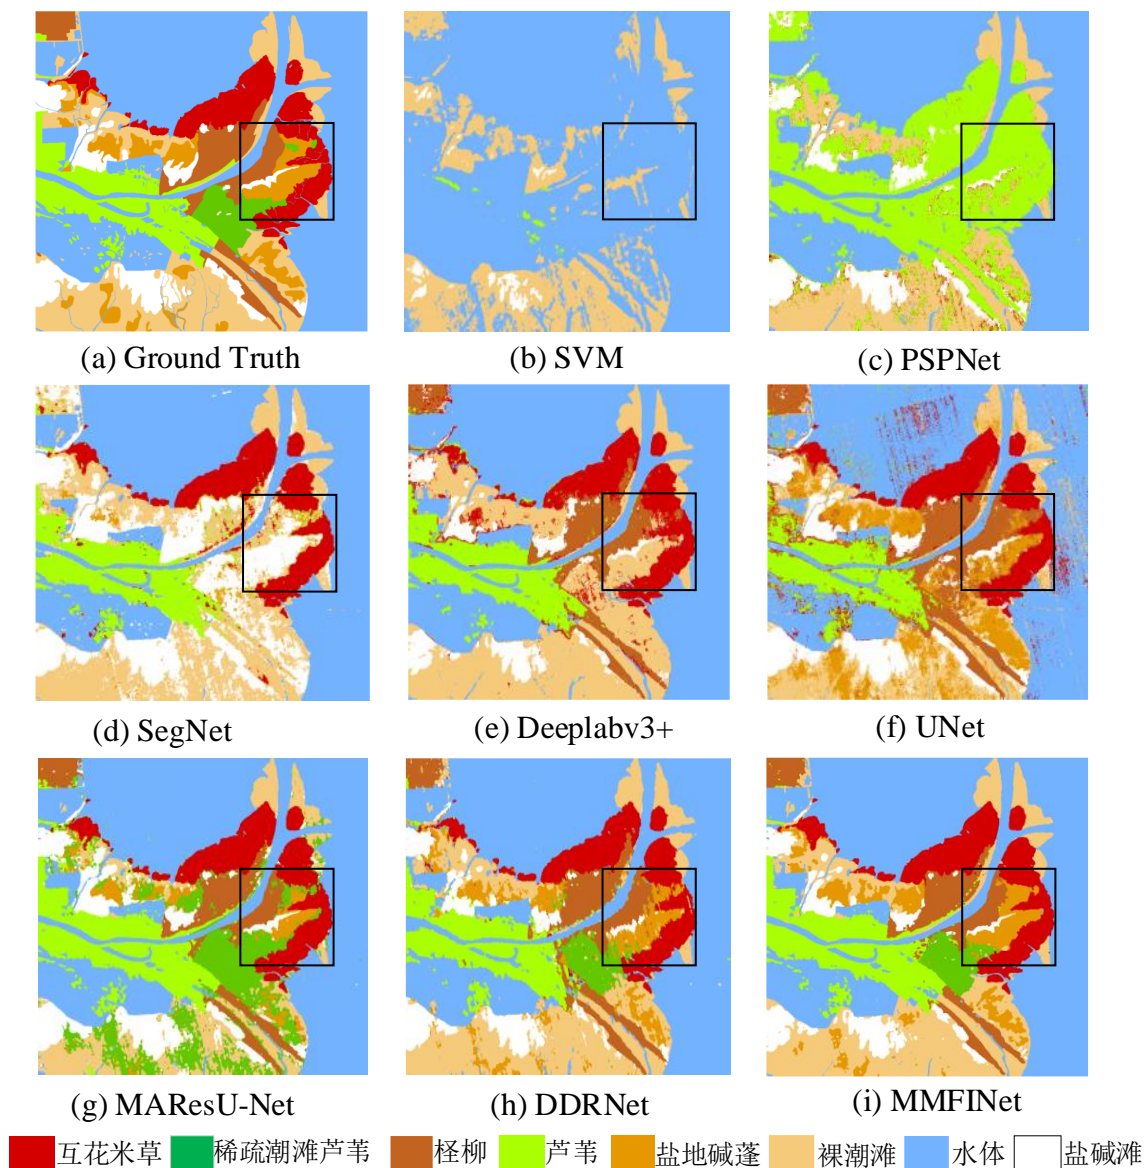 (a) Ground Truth
(b) SVM
(c) PSPNet
(d) SegNet
(e) Deeplabv3+
(f) UNet
(g) MAResU-Net
(h) DDRNet
(i) MMFINet
互花米草 稀疏潮滩芦苇 柽柳 芦苇 盐地碱蓬 裸潮滩 水体 盐碱滩